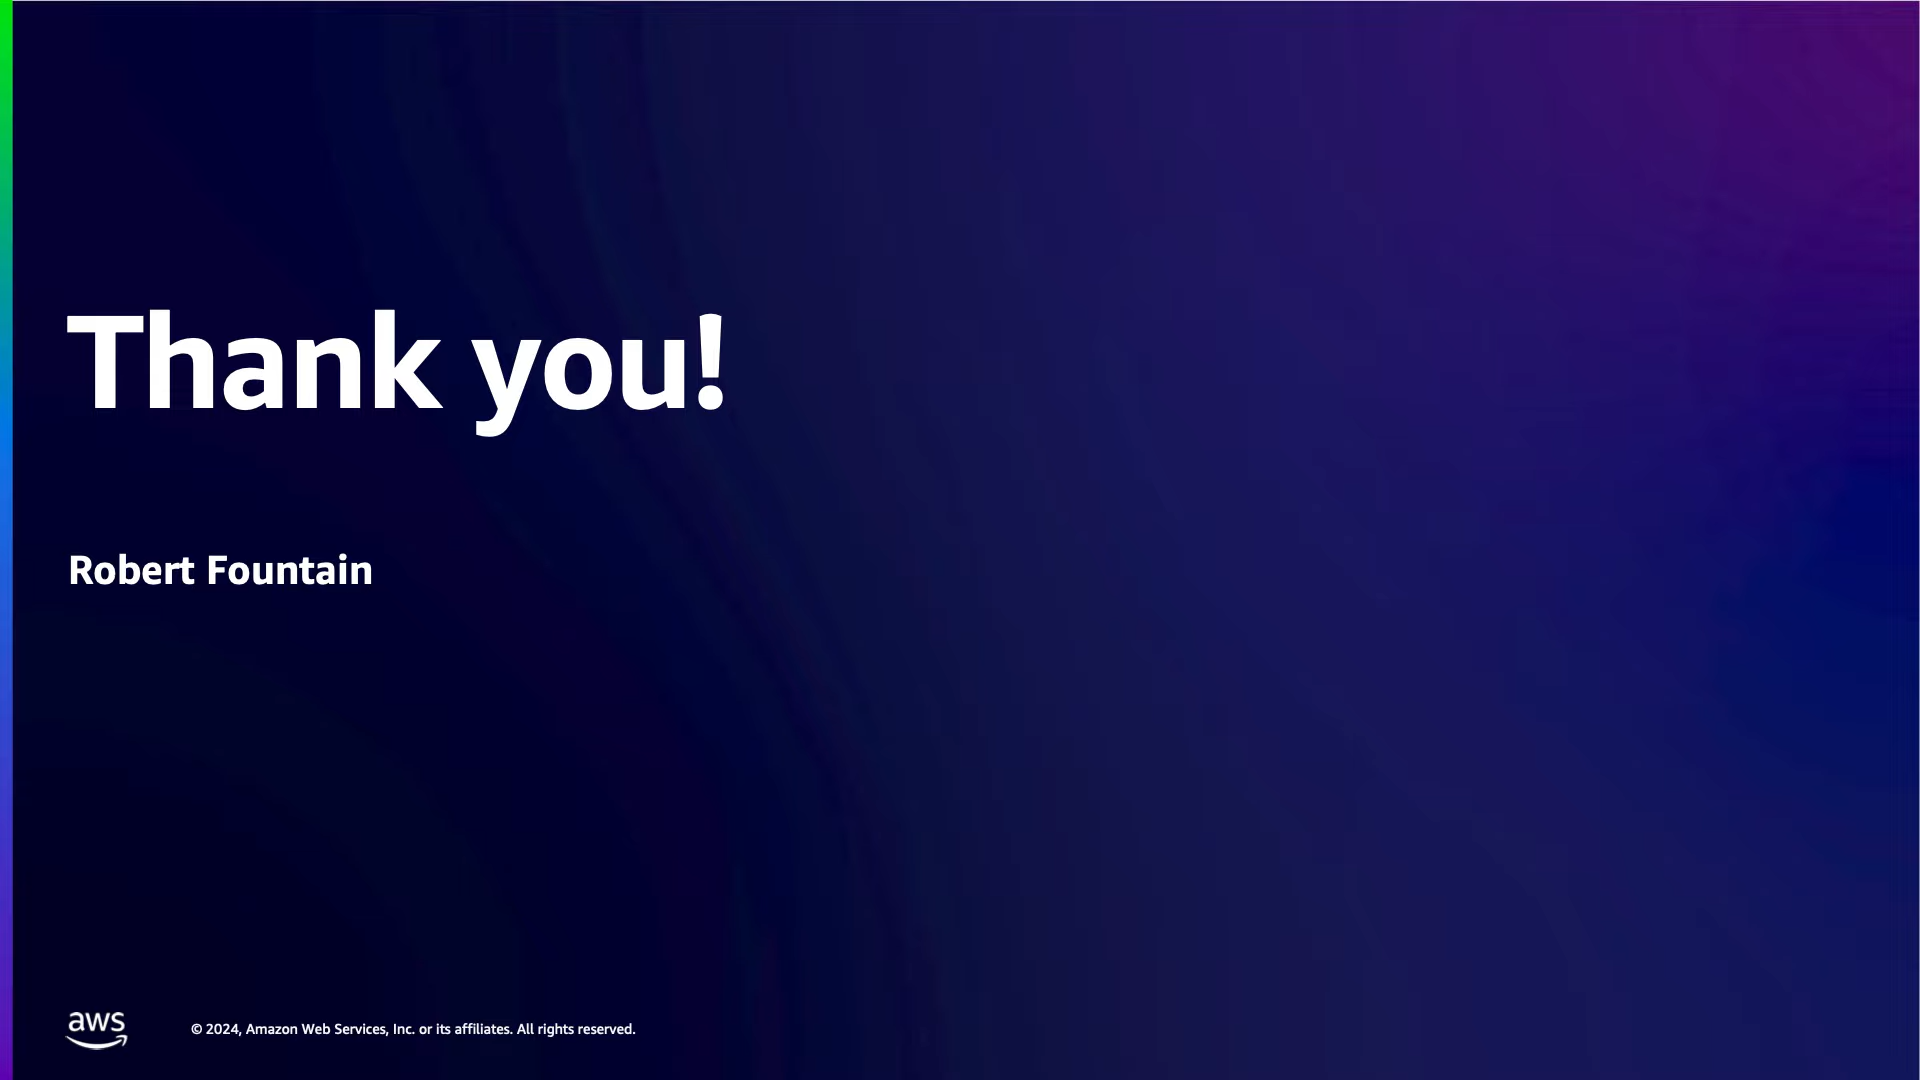 Thank you!
Robert Fountain
aws
© 2024, Amazon Web Services, Inc. or its affiliates. All rights reserved.